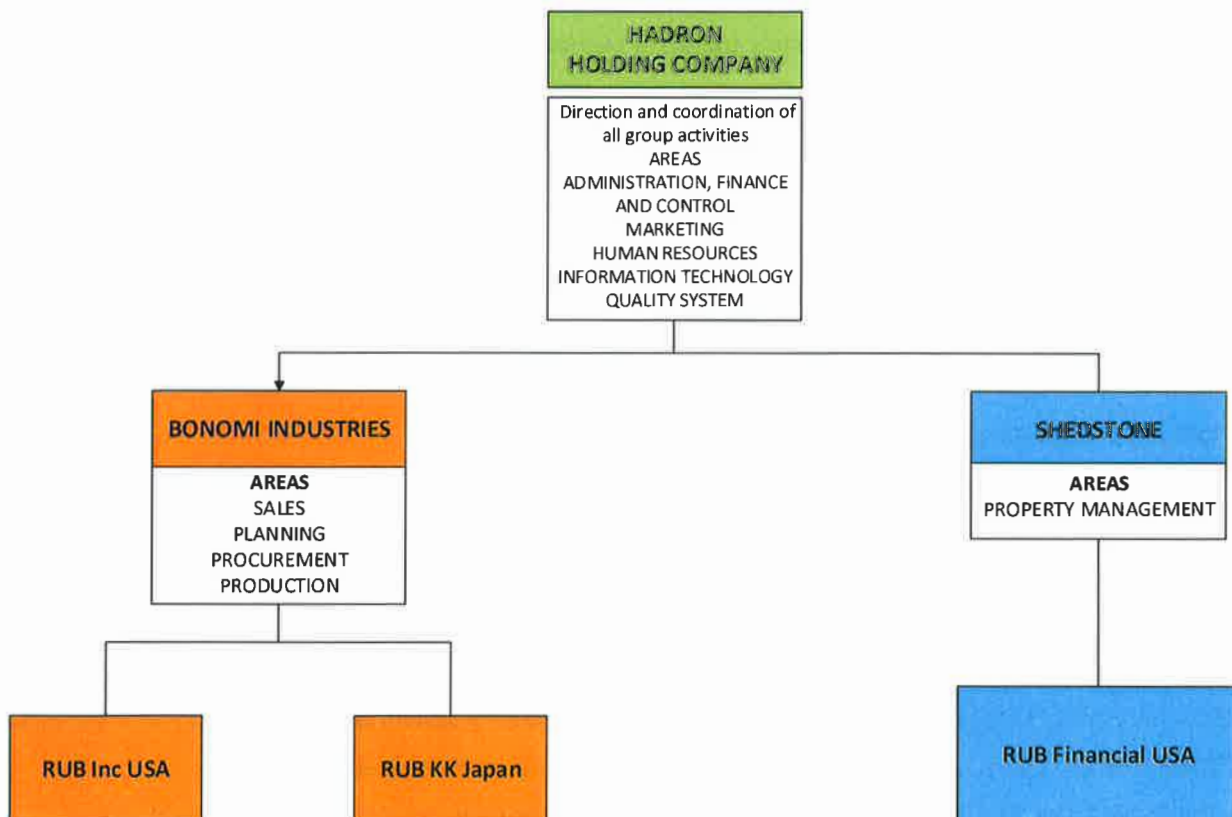 HADRON
HOLDING COMPANY
Direction and coordination of
all group activities
AREAS
ADMINISTRATION, FINANCE
AND CONTROL
MARKETING
HUMAN RESOURCES
INFORMATION TECHNOLOGY
QUALITY SYSTEM
BONOMI INDUSTRIES
AREAS
SALES
PLANNING
PROCUREMENT
PRODUCTION
SHEDSTONE
AREAS
PROPERTY MANAGEMENT
RUB Inc USA
RUB KK Japan
RUB Financial USA